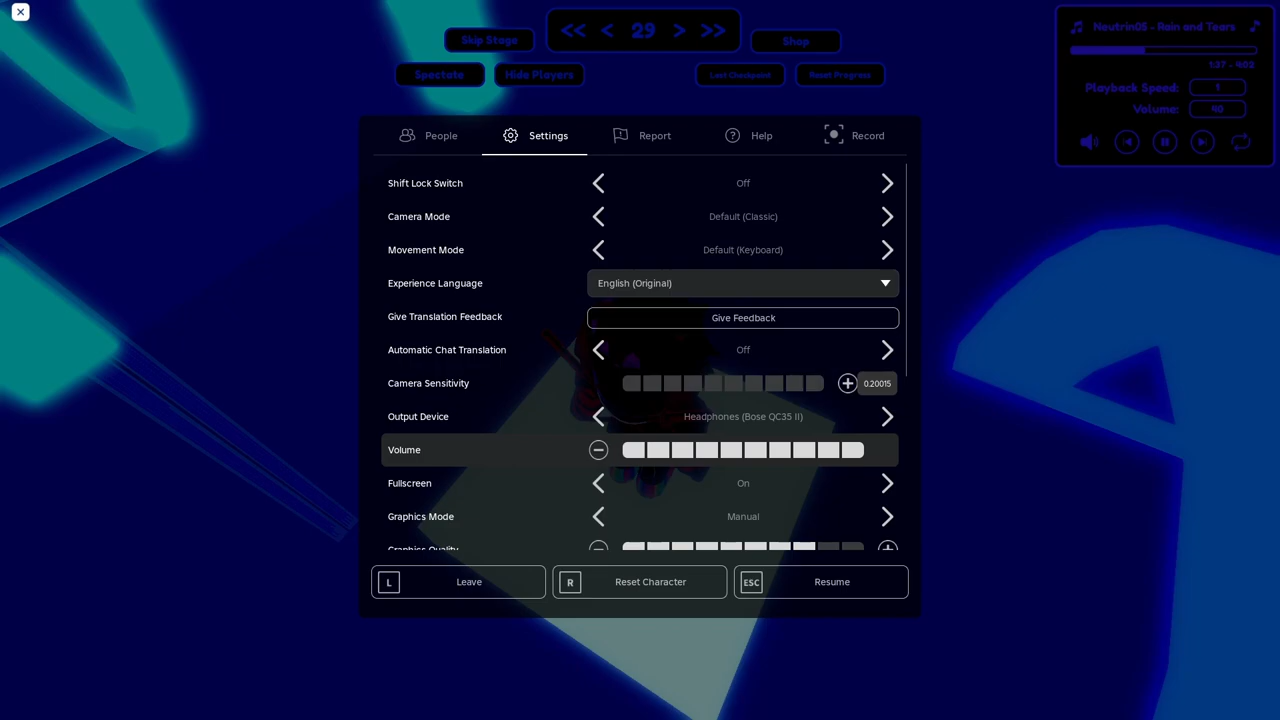 Skip Stage
<< < 29 > >>
Shop
Spectate
Hide Players
Last Checkpoint
Reset Progress
Neutrin05 - Rain and Tears
1:37 - 4:02
Playback Speed: 1
Volume: 40
People
Settings
Report
Help
Record
Shift Lock Switch Off
Camera Mode Default (Classic)
Movement Mode Default (Keyboard)
Experience Language English (Original)
Give Translation Feedback Give Feedback
Automatic Chat Translation Off
Camera Sensitivity 0.20015
Output Device Headphones (Bose QC35 II)
Volume
Fullscreen On
Graphics Mode Manual
Graphics Quality
L Leave
R Reset Character
ESC Resume